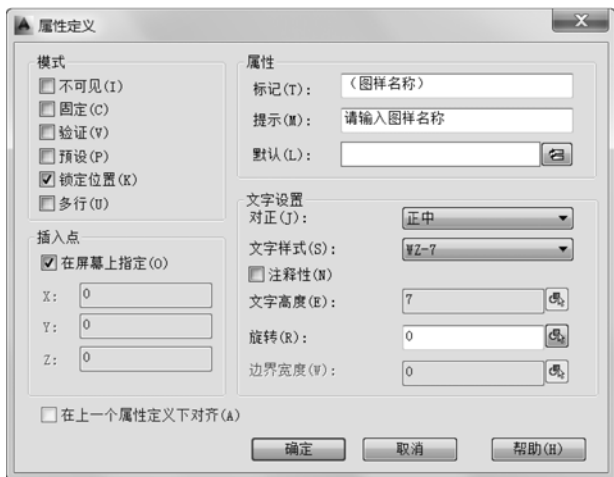 属性定义
模式
不可见(I)
固定(C)
验证(V)
预设(P)
锁定位置(K)
多行(U)
插入点
在屏幕上指定(O)
X: 0
Y: 0
Z: 0
在上一个属性定义下对齐(A)
属性
标记(T): （图样名称）
提示(M): 请输入图样名称
默认(L):
文字设置
对正(J): 正中
文字样式(S): WZ-7
注释性(N)
文字高度(E): 7
旋转(R): 0
边界宽度(W): 0
确定 取消 帮助(H)